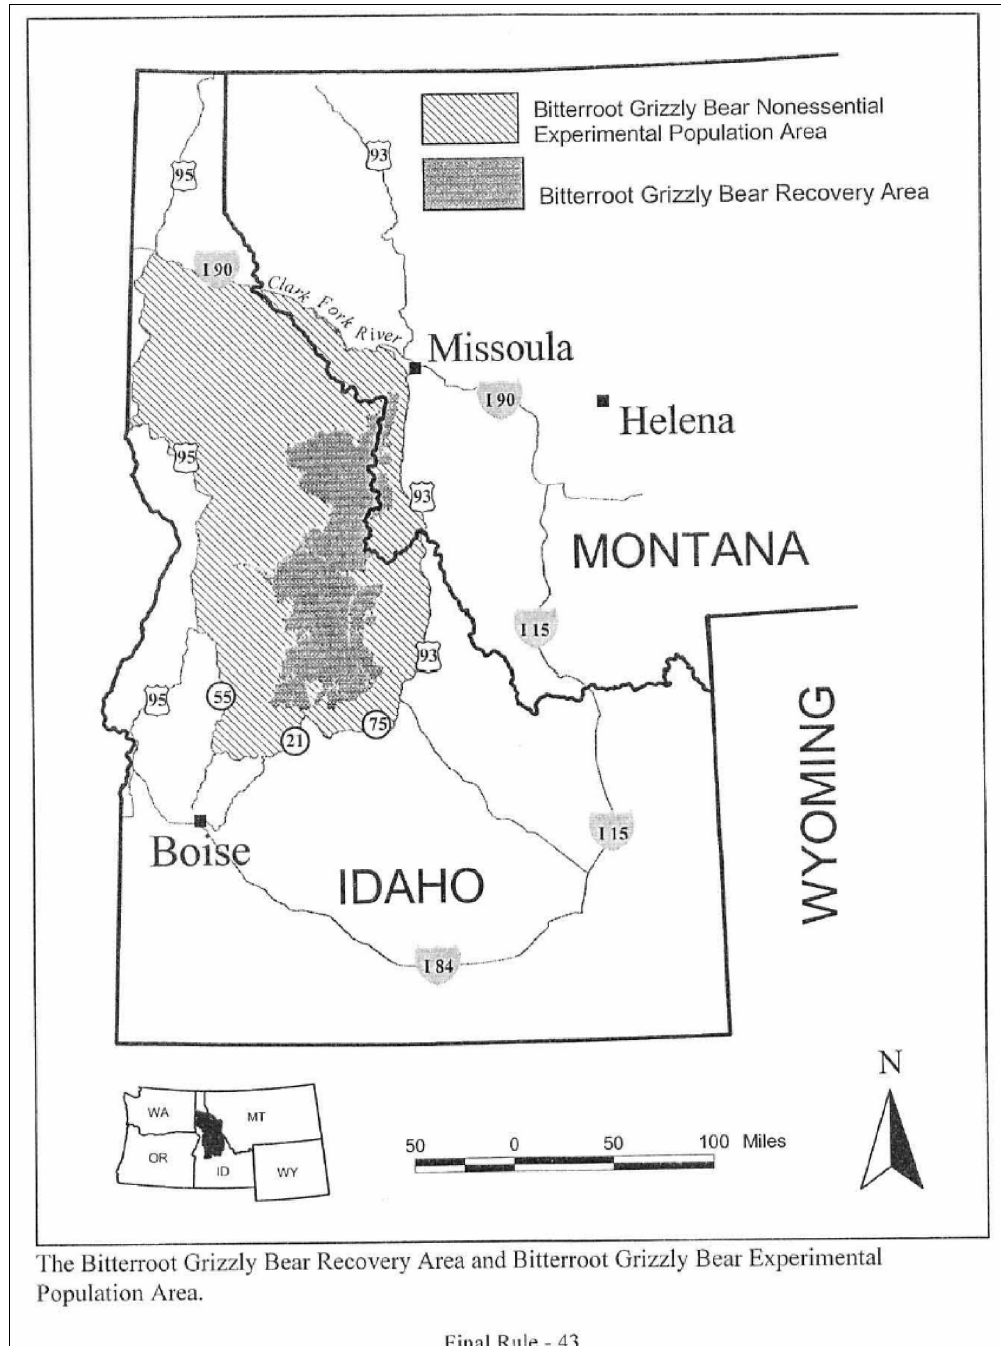 Bitterroot Grizzly Bear Nonessential
Experimental Population Area
Bitterroot Grizzly Bear Recovery Area
93
95
I 90
Clark Fork River
Missoula
I 90
Helena
95
93
MONTANA
I 15
93
95
55
21
75
WYOMING
I 15
Boise
IDAHO
I 84
N
WA
MT
OR
ID
WY
50 0 50 100 Miles
The Bitterroot Grizzly Bear Recovery Area and Bitterroot Grizzly Bear Experimental
Population Area.
Final Rule - 43